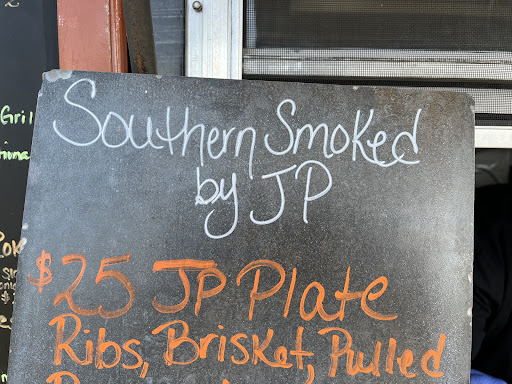 Southern Smoked
by JP
$25 JP Plate
Ribs, Brisket, Pulled